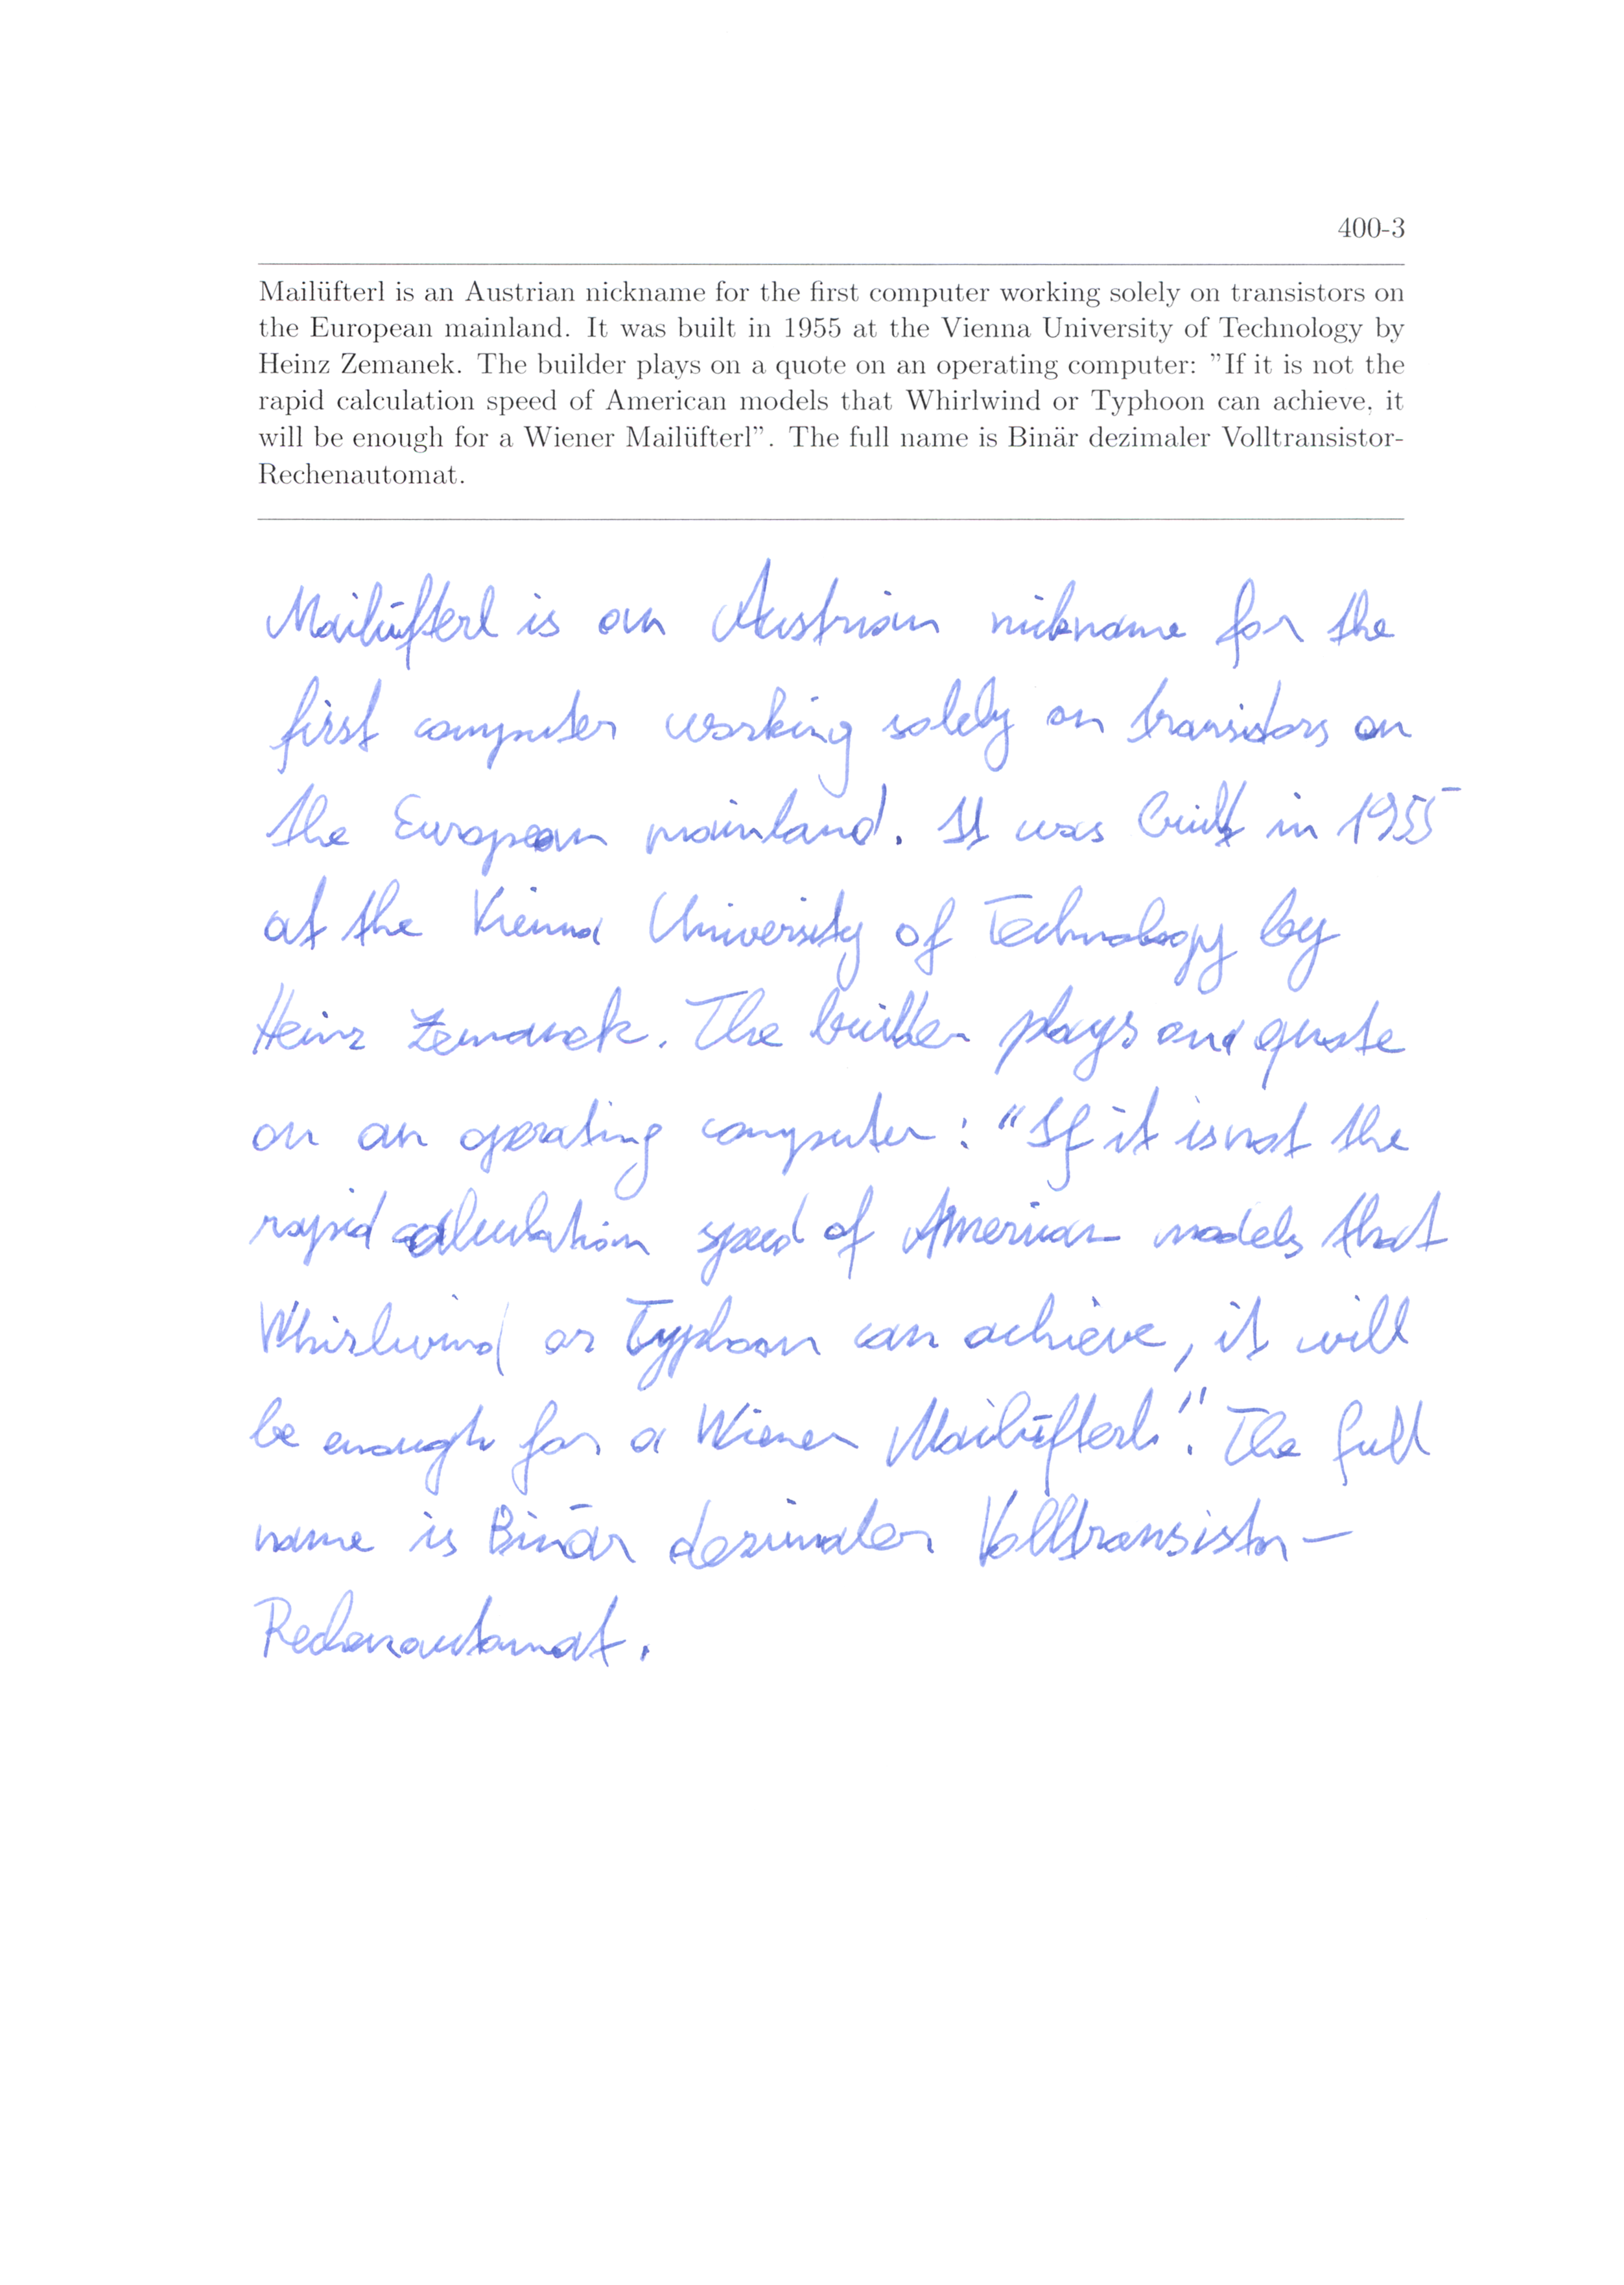 400-3
Mailüfterl is an Austrian nickname for the first computer working solely on transistors on
the European mainland. It was built in 1955 at the Vienna University of Technology by
Heinz Zemanek. The builder plays on a quote on an operating computer: "If it is not the
rapid calculation speed of American models that Whirlwind or Typhoon can achieve, it
will be enough for a Wiener Mailüfterl". The full name is Binär dezimaler Volltransistor-
Rechenautomat.
Mailüfterl is an Austrian nickname for the
first computer working solely on transistors on
the European mainland. It was built in 1955
at the Vienna University of Technology by
Heinz Zemanek. The builder plays on a quote
on an operating computer: "If it is not the
rapid calculation speed of American models that
Whirlwind or Typhoon can achieve, it will
be enough for a Wiener Mailüfterl". The full
name is Binär dezimaler Volltransistor-
Rechenautomat.